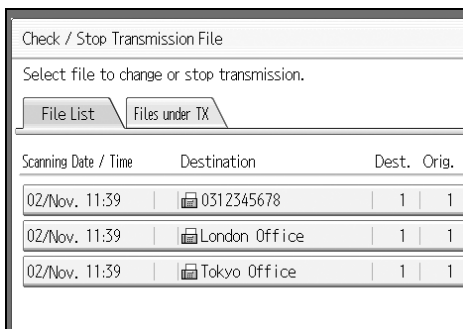 Check / Stop Transmission File
Select file to change or stop transmission.
File List Files under TX
Scanning Date / Time Destination Dest. Orig.
02/Nov. 11:39 0312345678 1 1
02/Nov. 11:39 London Office 1 1
02/Nov. 11:39 Tokyo Office 1 1